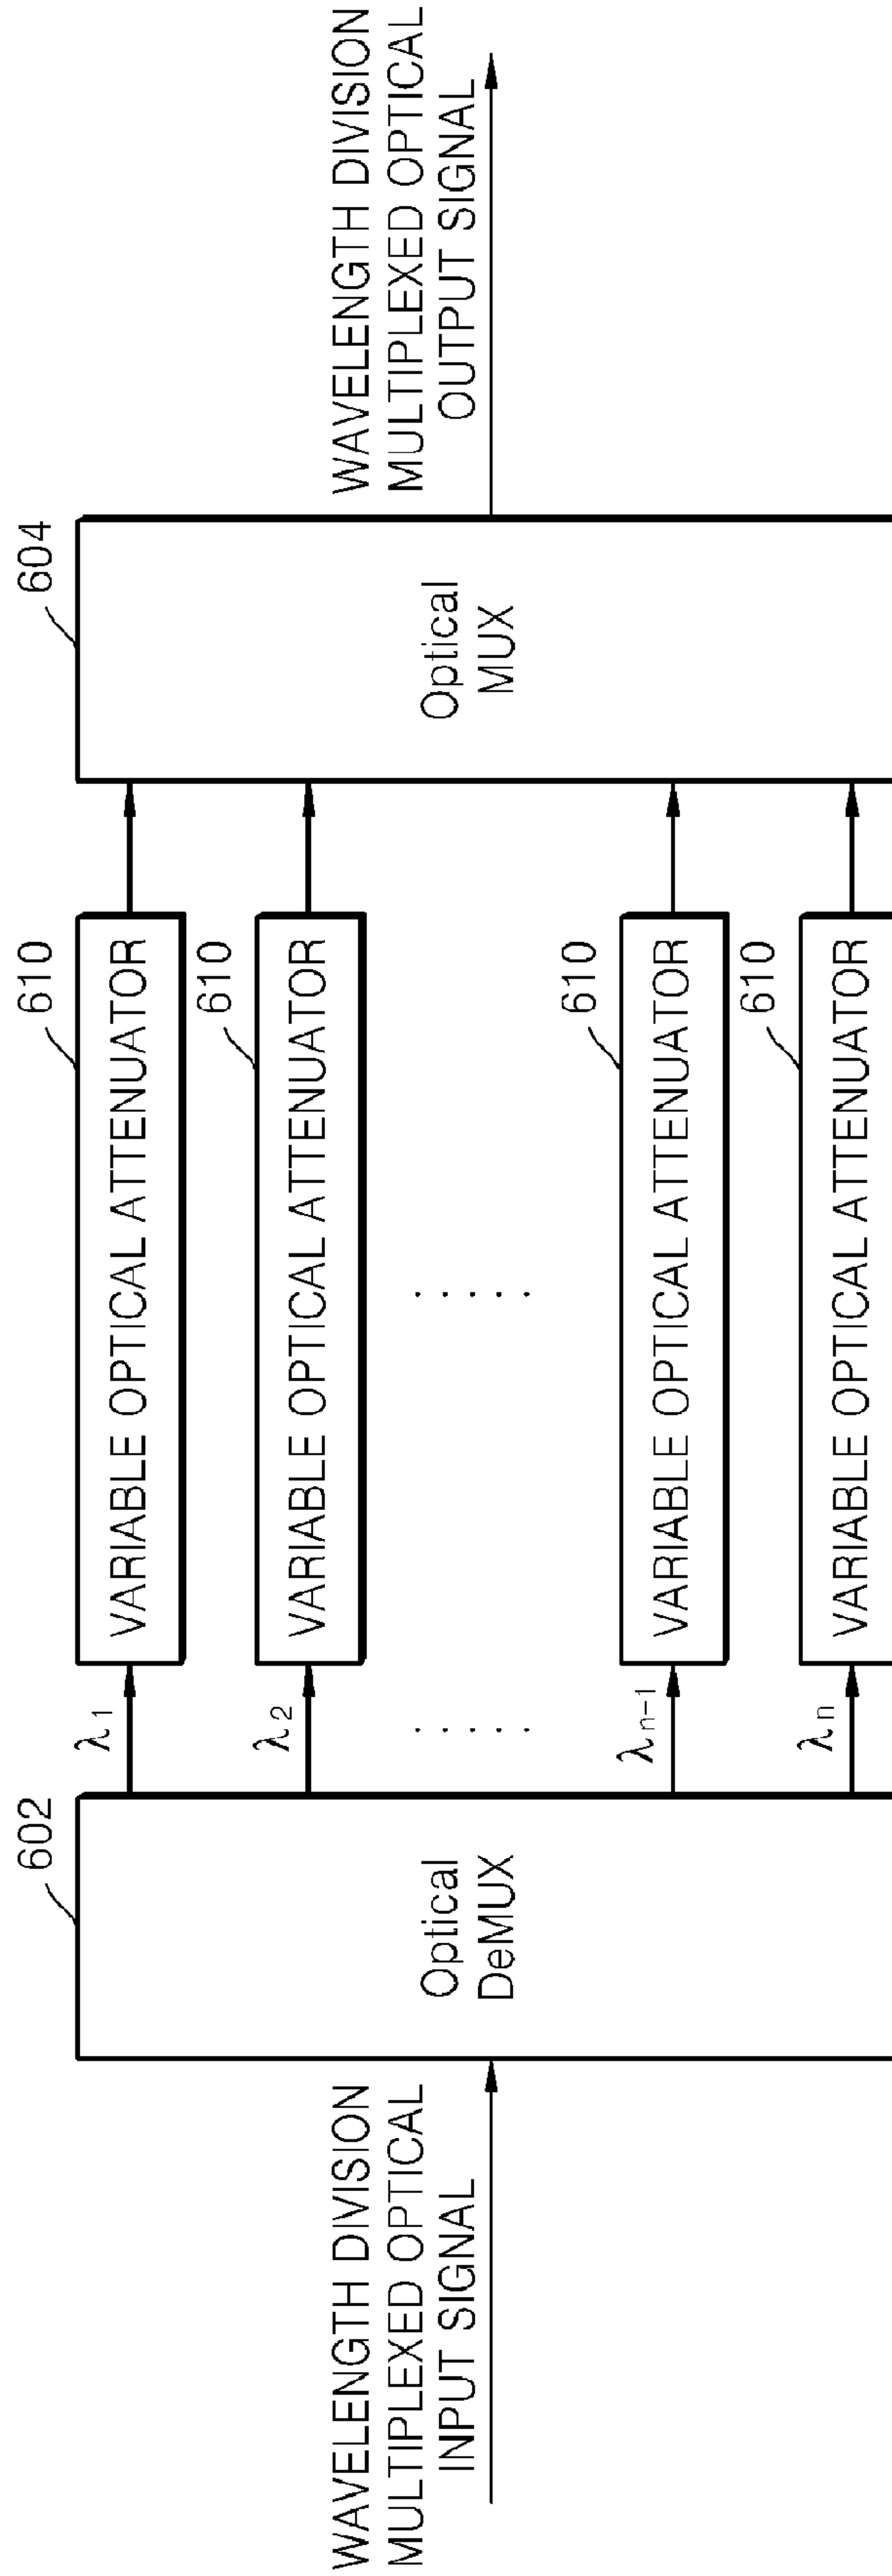 WAVELENGTH DIVISION
MULTIPLEXED OPTICAL
INPUT SIGNAL
602
Optical
DeMUX
λ1
λ2
.....
λn-1
λn
610
VARIABLE OPTICAL ATTENUATOR
610
VARIABLE OPTICAL ATTENUATOR
.....
610
VARIABLE OPTICAL ATTENUATOR
610
VARIABLE OPTICAL ATTENUATOR
604
Optical
MUX
WAVELENGTH DIVISION
MULTIPLEXED OPTICAL
OUTPUT SIGNAL